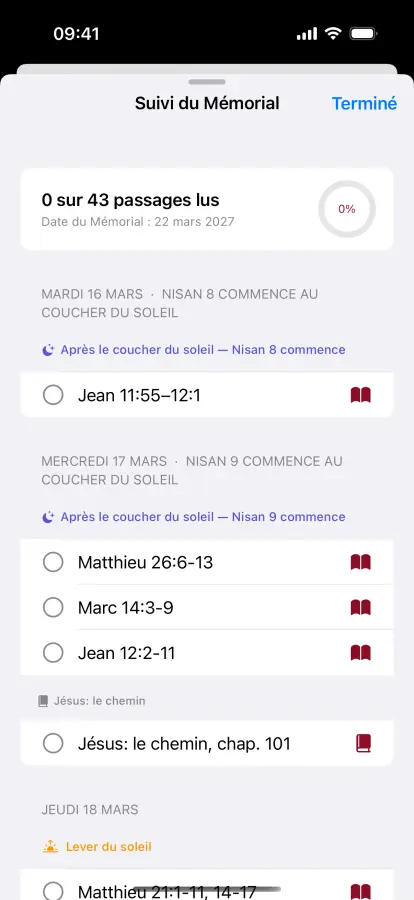 09:41
Suivi du Mémorial
Terminé
0 sur 43 passages lus
Date du Mémorial : 22 mars 2027
0%
MARDI 16 MARS · NISAN 8 COMMENCE AU
COUCHER DU SOLEIL
Après le coucher du soleil — Nisan 8 commence
Jean 11:55–12:1
MERCREDI 17 MARS · NISAN 9 COMMENCE AU
COUCHER DU SOLEIL
Après le coucher du soleil — Nisan 9 commence
Matthieu 26:6-13
Marc 14:3-9
Jean 12:2-11
Jésus: le chemin
Jésus: le chemin, chap. 101
JEUDI 18 MARS
Lever du soleil
Matthieu 21:1-11, 14-17